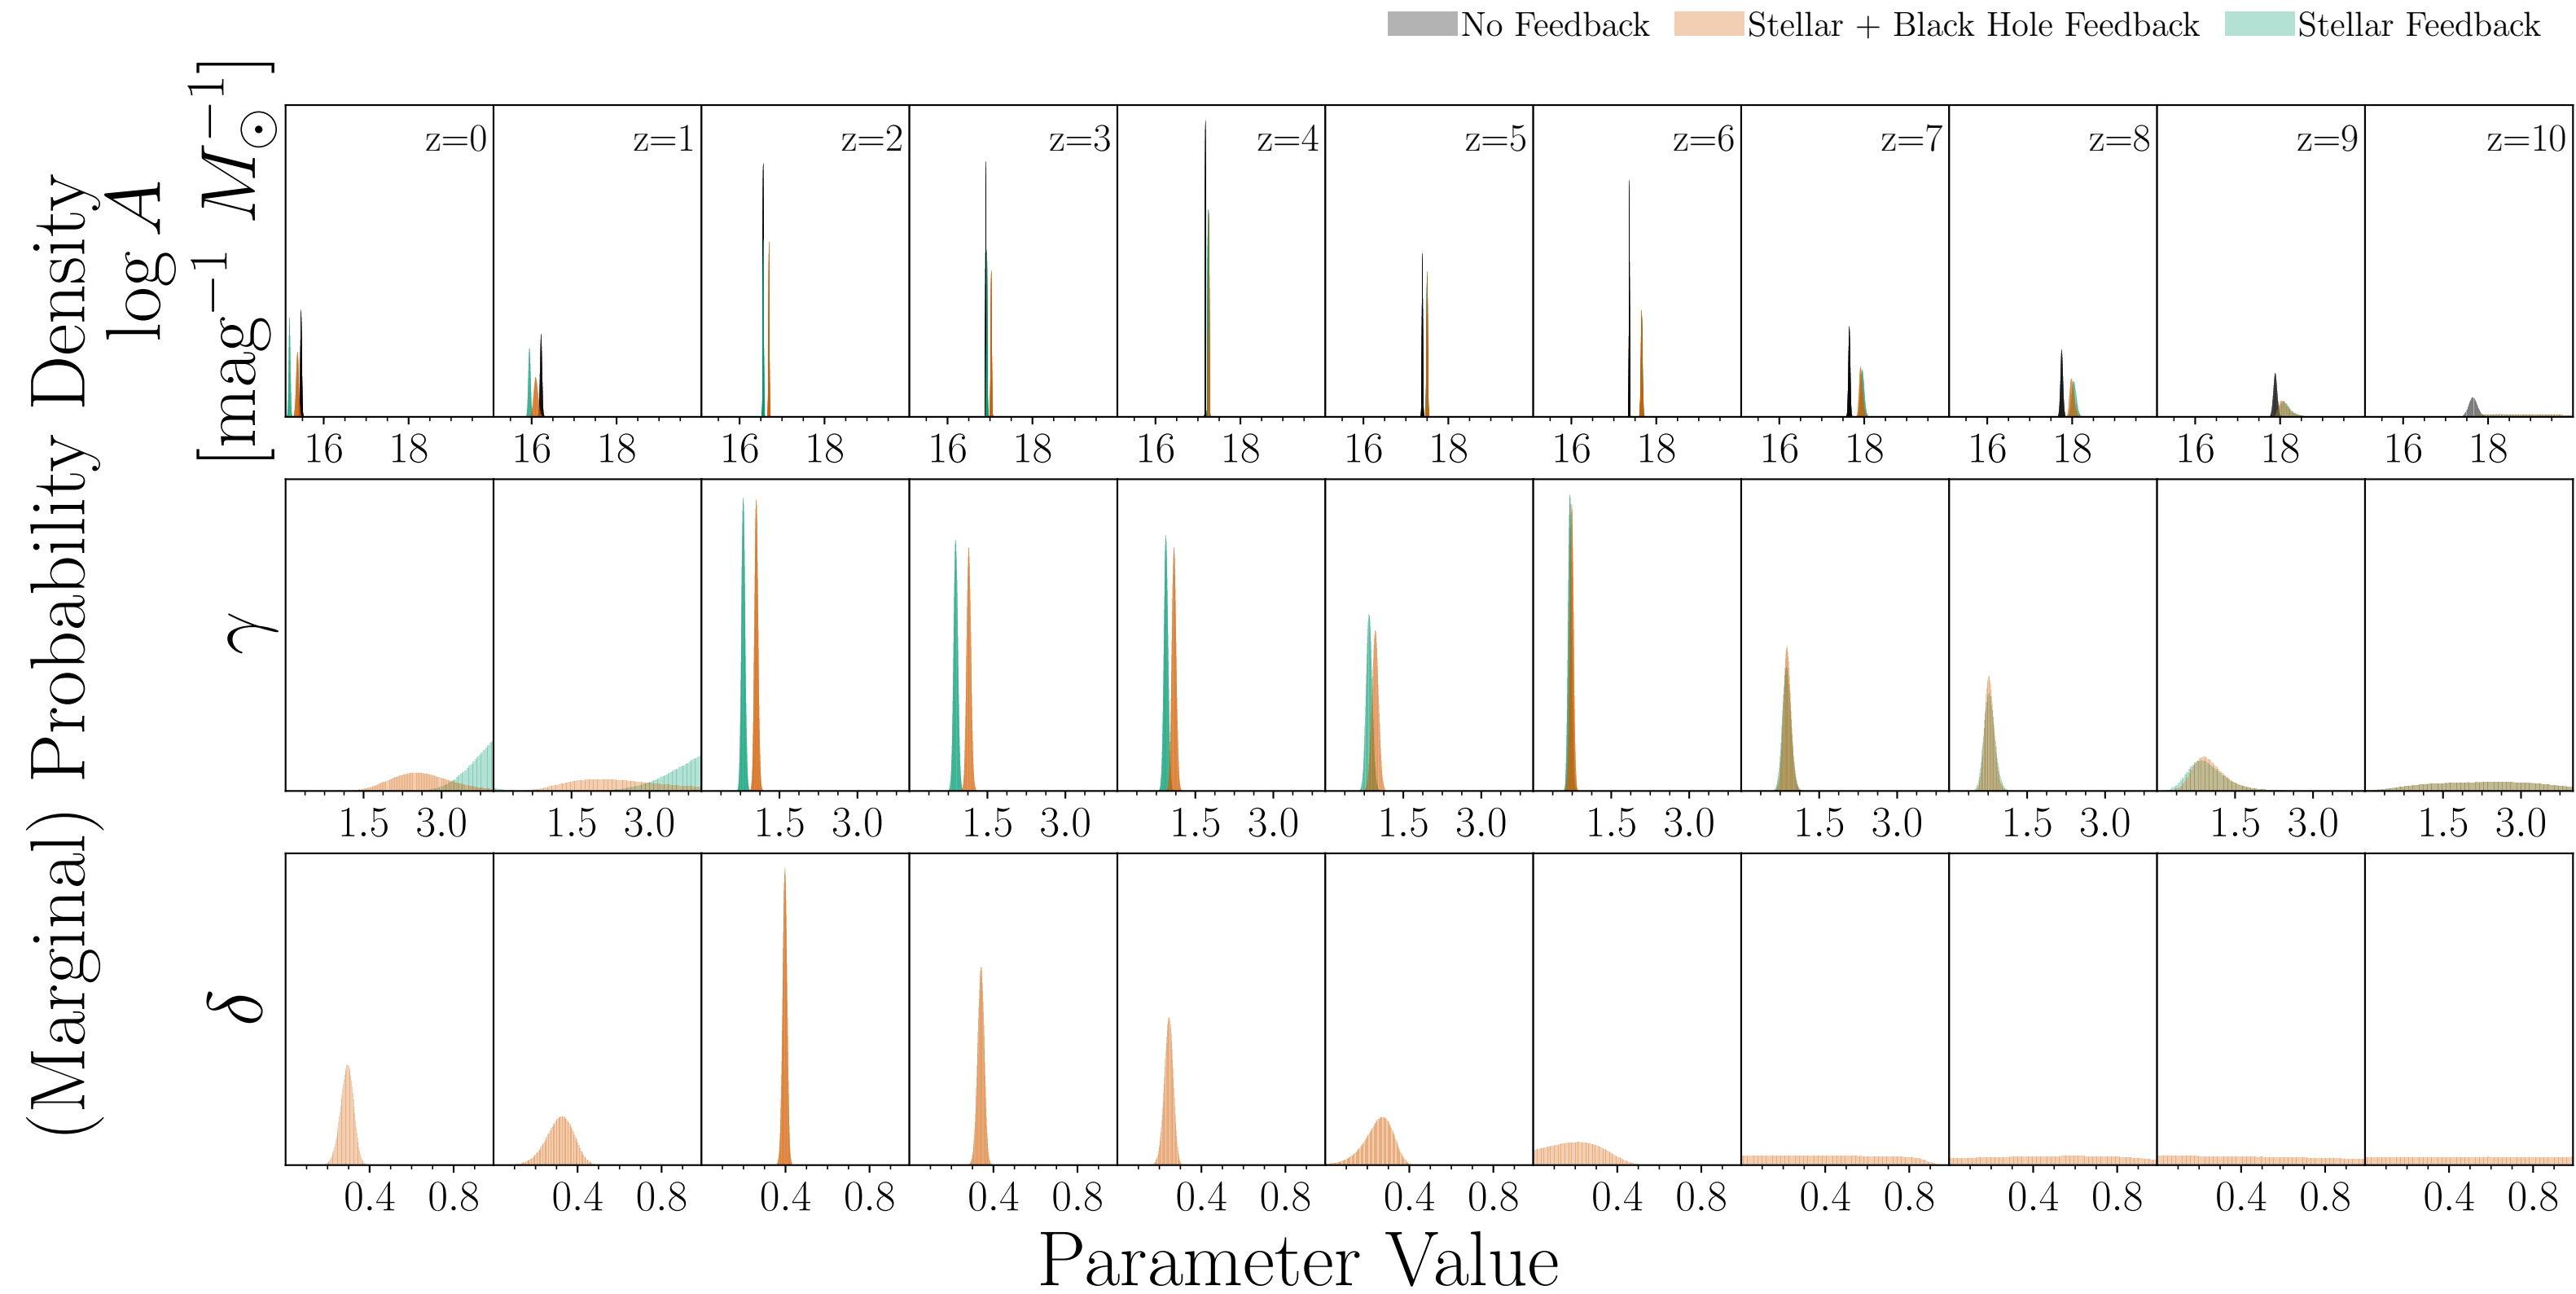 No Feedback Stellar + Black Hole Feedback Stellar Feedback
(Marginal) Probability Density
log A
[mag⁻¹ M⊙⁻¹]
z=0 z=1 z=2 z=3 z=4 z=5 z=6 z=7 z=8 z=9 z=10
16 18 16 18 16 18 16 18 16 18 16 18 16 18 16 18 16 18 16 18 16 18
γ
1.5 3.0 1.5 3.0 1.5 3.0 1.5 3.0 1.5 3.0 1.5 3.0 1.5 3.0 1.5 3.0 1.5 3.0 1.5 3.0 1.5 3.0
δ
0.4 0.8 0.4 0.8 0.4 0.8 0.4 0.8 0.4 0.8 0.4 0.8 0.4 0.8 0.4 0.8 0.4 0.8 0.4 0.8 0.4 0.8
Parameter Value